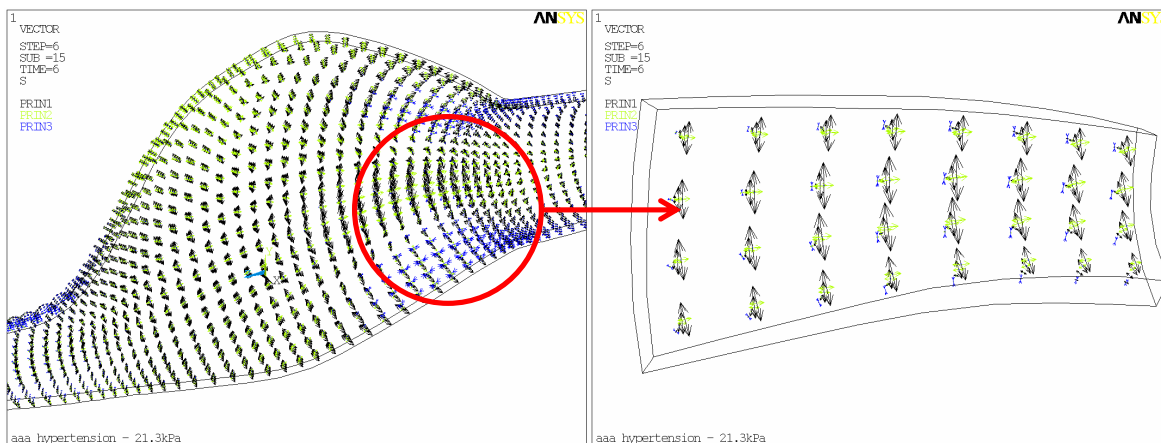 1
ANSYS
VECTOR
STEP=6
SUB =15
TIME=6
S
PRIN1
PRIN2
PRIN3
aaa hypertension - 21.3kPa
1
ANSYS
VECTOR
STEP=6
SUB =15
TIME=6
S
PRIN1
PRIN2
PRIN3
aaa hypertension - 21.3kPa